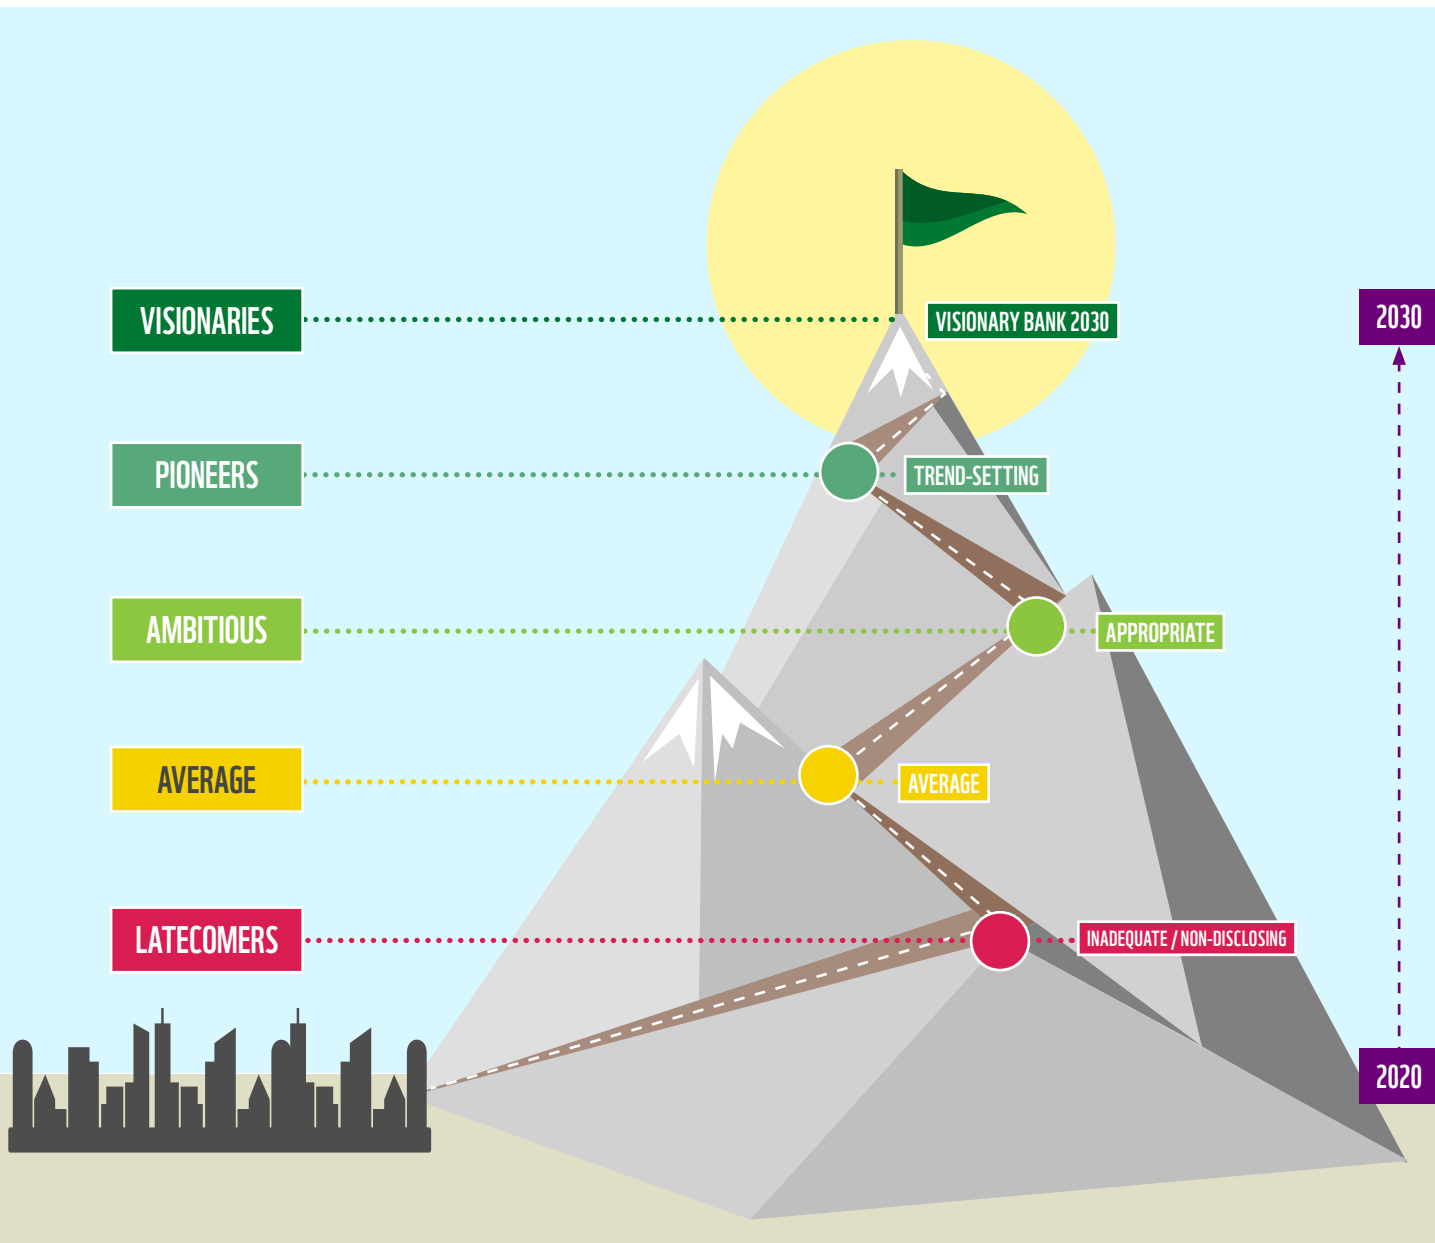 VISIONARIES
VISIONARY BANK 2030
2030
PIONEERS
TREND-SETTING
AMBITIOUS
APPROPRIATE
AVERAGE
AVERAGE
LATECOMERS
INADEQUATE / NON-DISCLOSING
2020